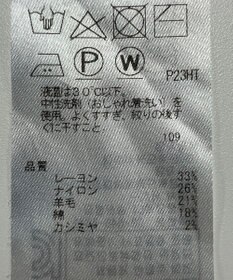 P W
P23HT
液温は30℃以下。
中性洗剤（おしゃれ着洗い）を
使用。よくすすぎ、絞りの後す
ぐに干すこと
109
品質
レーヨン 33%
ナイロン 26%
羊毛 21%
綿 18%
カシミヤ 2%